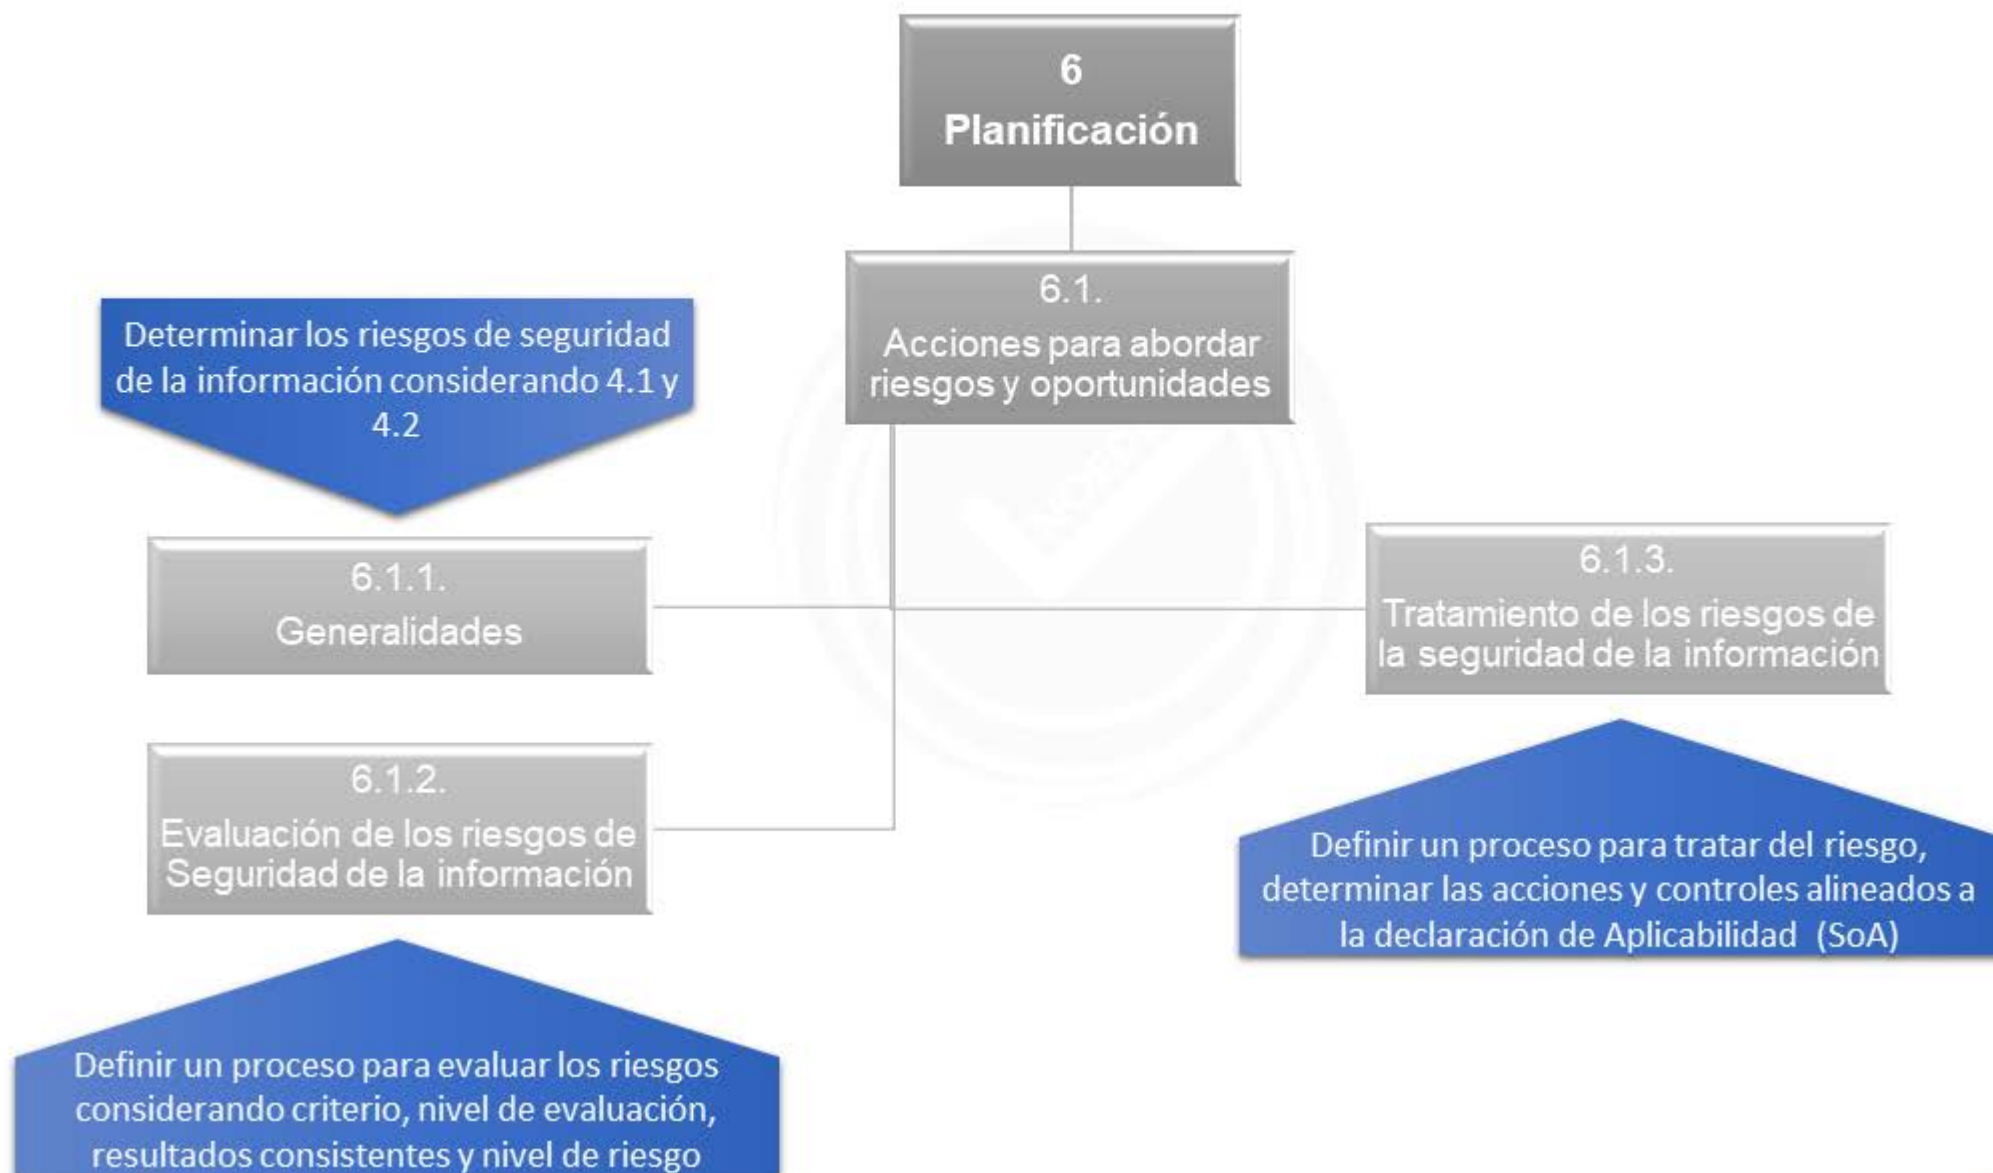 6
Planificación
6.1.
Acciones para abordar
riesgos y oportunidades
Determinar los riesgos de seguridad
de la información considerando 4.1 y
4.2
6.1.1.
Generalidades
6.1.3.
Tratamiento de los riesgos de
la seguridad de la información
6.1.2.
Evaluación de los riesgos de
Seguridad de la información
Definir un proceso para tratar del riesgo,
determinar las acciones y controles alineados a
la declaración de Aplicabilidad (SoA)
Definir un proceso para evaluar los riesgos
considerando criterio, nivel de evaluación,
resultados consistentes y nivel de riesgo